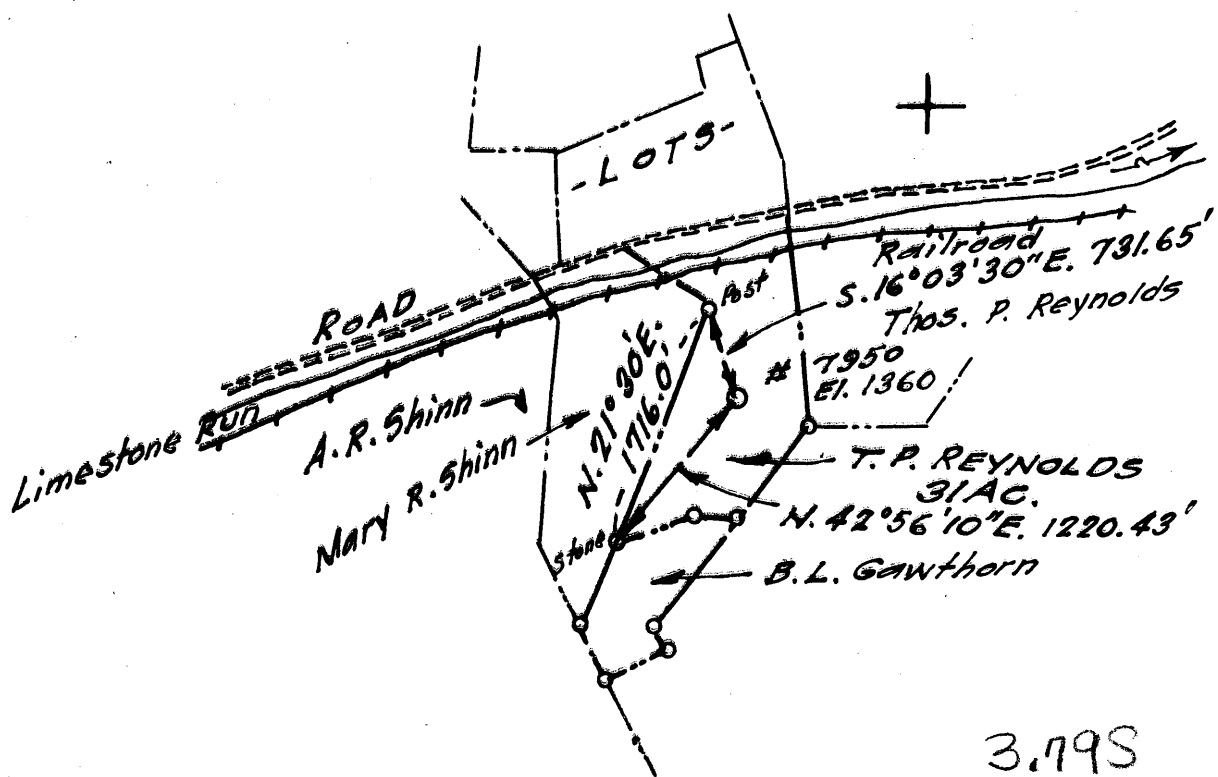 -LOTS-
Railroad
S. 16°03'30"E. 731.65'
Thos. P. Reynolds
ROAD
Post
# 7950
El. 1360
N. 21°30'E.
1716.0'
Limestone Run
A.R. Shinn
Mary R. Shinn
T. P. REYNOLDS
31 AC.
N. 42°56'10"E. 1220.43'
Stone
B.L. Gawthorn
3.79S